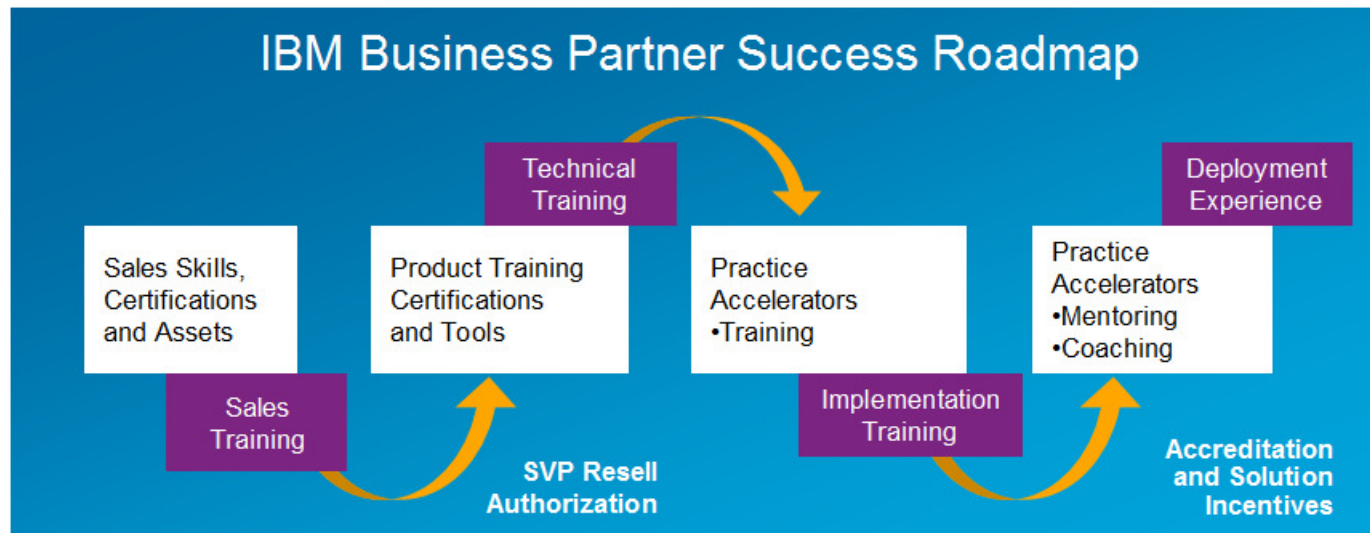 IBM Business Partner Success Roadmap
Sales Skills,
Certifications
and Assets
Sales
Training
Technical
Training
Product Training
Certifications
and Tools
SVP Resell
Authorization
Practice
Accelerators
•Training
Implementation
Training
Deployment
Experience
Practice
Accelerators
•Mentoring
•Coaching
Accreditation
and Solution
Incentives